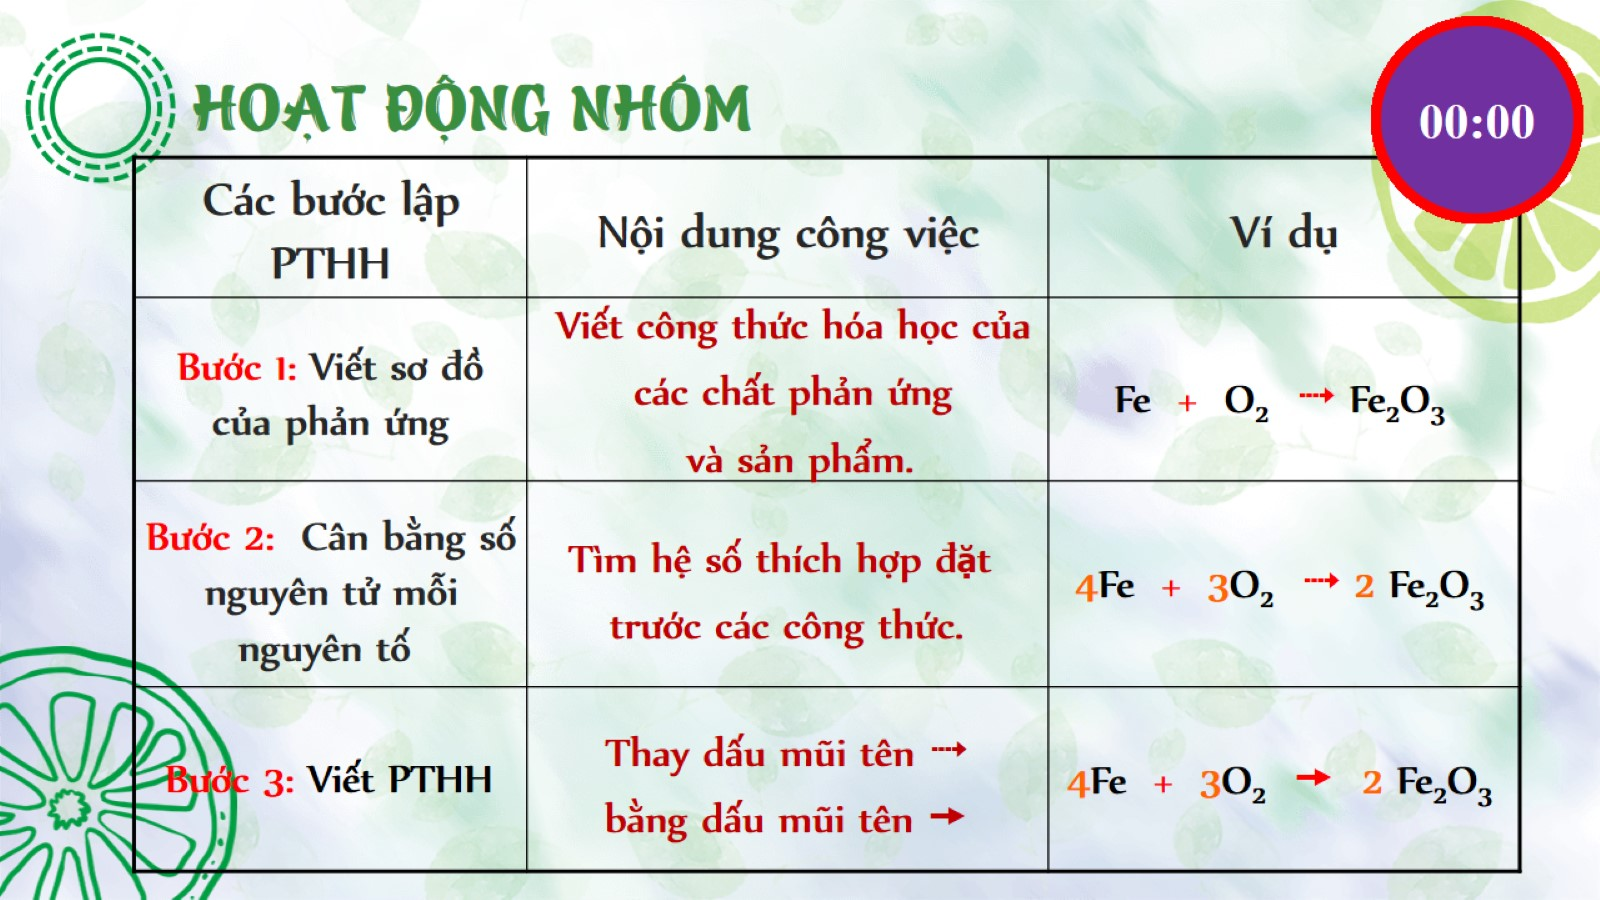 HOẠT ĐỘNG NHÓM
00:00
Các bước lập
PTHH
Nội dung công việc
Ví dụ
Bước 1: Viết sơ đồ
của phản ứng
Viết công thức hóa học của
các chất phản ứng
và sản phẩm.
Fe + O₂ ⇢ Fe₂O₃
Bước 2: Cân bằng số
nguyên tử mỗi
nguyên tố
Tìm hệ số thích hợp đặt
trước các công thức.
4Fe + 3O₂ ⇢ 2 Fe₂O₃
Bước 3: Viết PTHH
Thay dấu mũi tên ⇢
bằng dấu mũi tên →
4Fe + 3O₂ → 2 Fe₂O₃